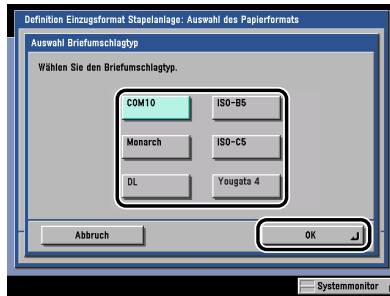 Definition Einzugsformat Stapelanlage: Auswahl des Papierformats
Auswahl Briefumschlagtyp
Wählen Sie den Briefumschlagtyp.
COM10 ISO-B5
Monarch ISO-C5
DL Yougata 4
Abbruch OK
Systemmonitor